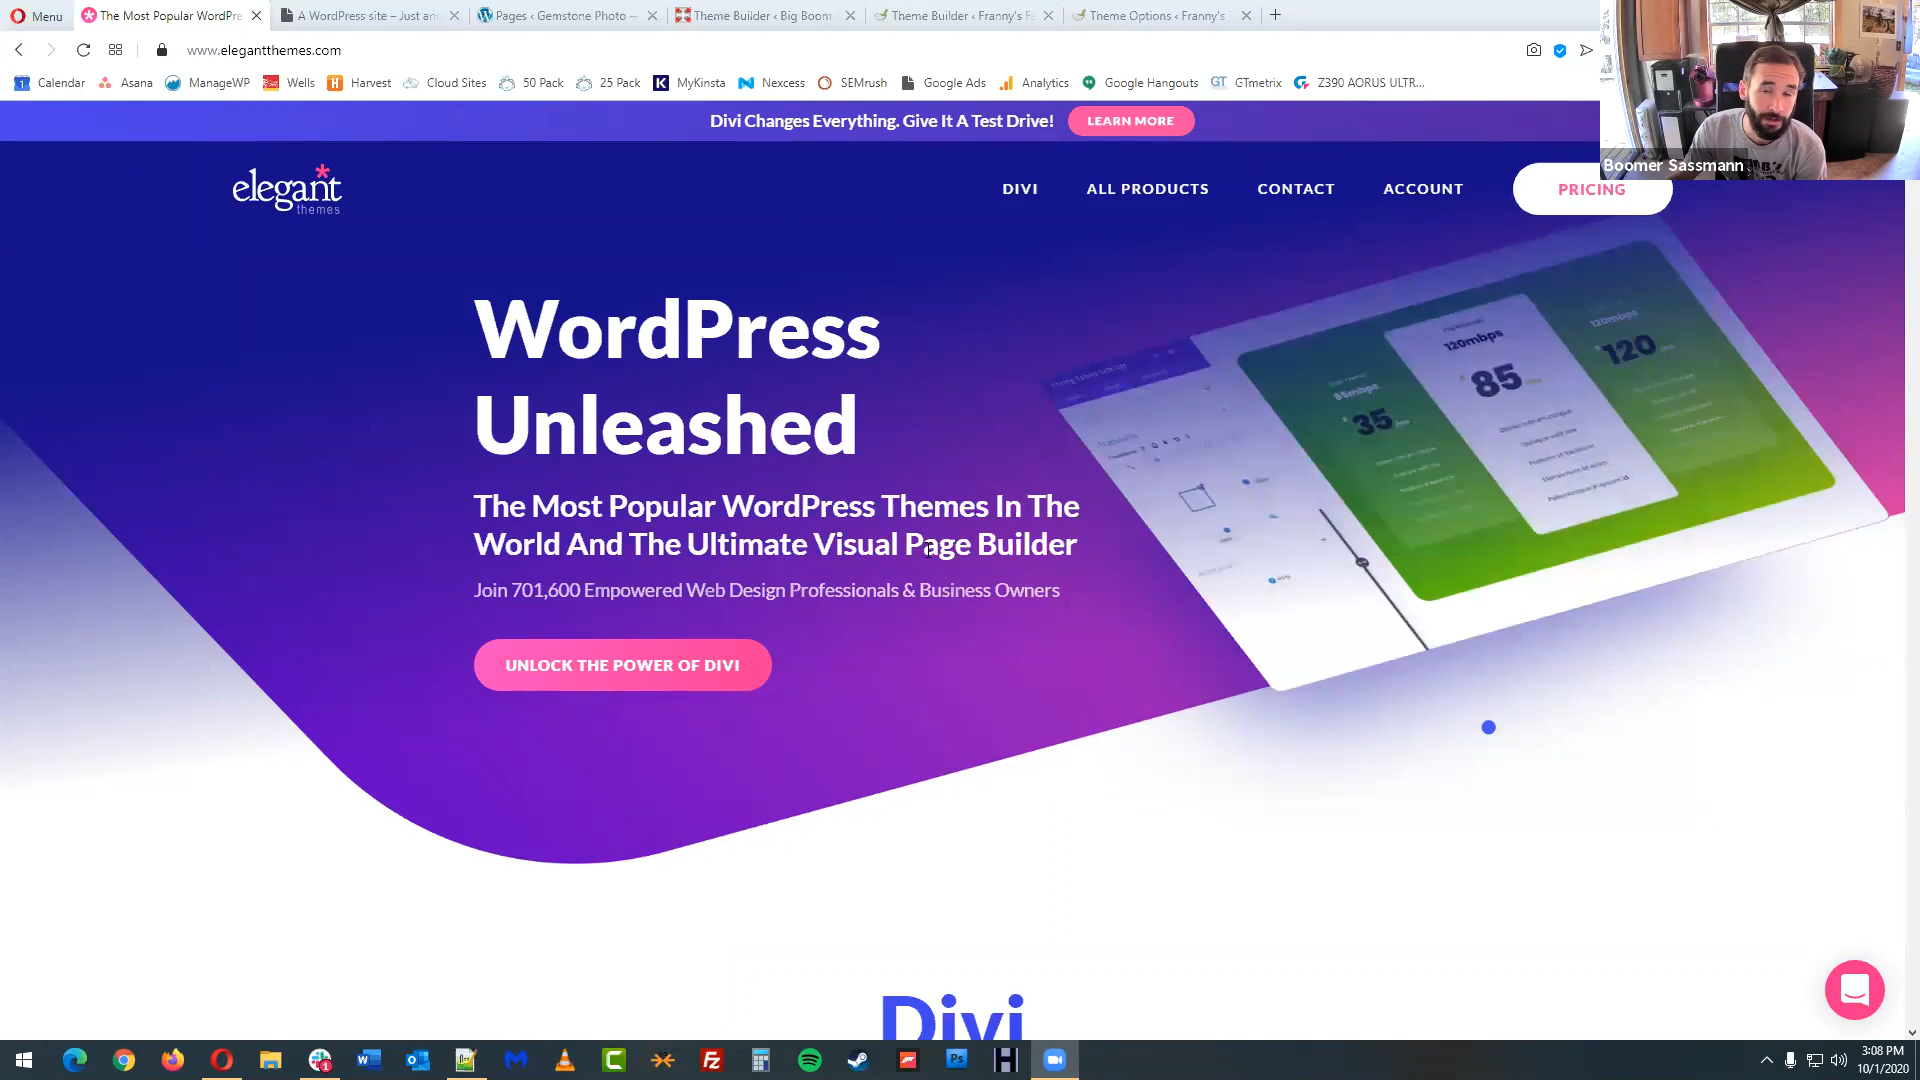 Menu
The Most Popular WordPre
A WordPress site – Just an
Pages ‹ Gemstone Photo —
Theme Builder ‹ Big Boom
Theme Builder ‹ Franny's Fa
Theme Options ‹ Franny's
www.elegantthemes.com
Calendar
Asana
ManageWP
Wells
Harvest
Cloud Sites
50 Pack
25 Pack
MyKinsta
Nexcess
SEMrush
Google Ads
Analytics
Google Hangouts
GTmetrix
Z390 AORUS ULTR...
Divi Changes Everything. Give It A Test Drive!
LEARN MORE
Boomer Sassmann
elegant
themes
DIVI
ALL PRODUCTS
CONTACT
ACCOUNT
PRICING
WordPress
Unleashed
The Most Popular WordPress Themes In The
World And The Ultimate Visual Page Builder
Join 701,600 Empowered Web Design Professionals & Business Owners
UNLOCK THE POWER OF DIVI
120mbps
85
35
120mbps
120
Divi
3:08 PM
10/1/2020